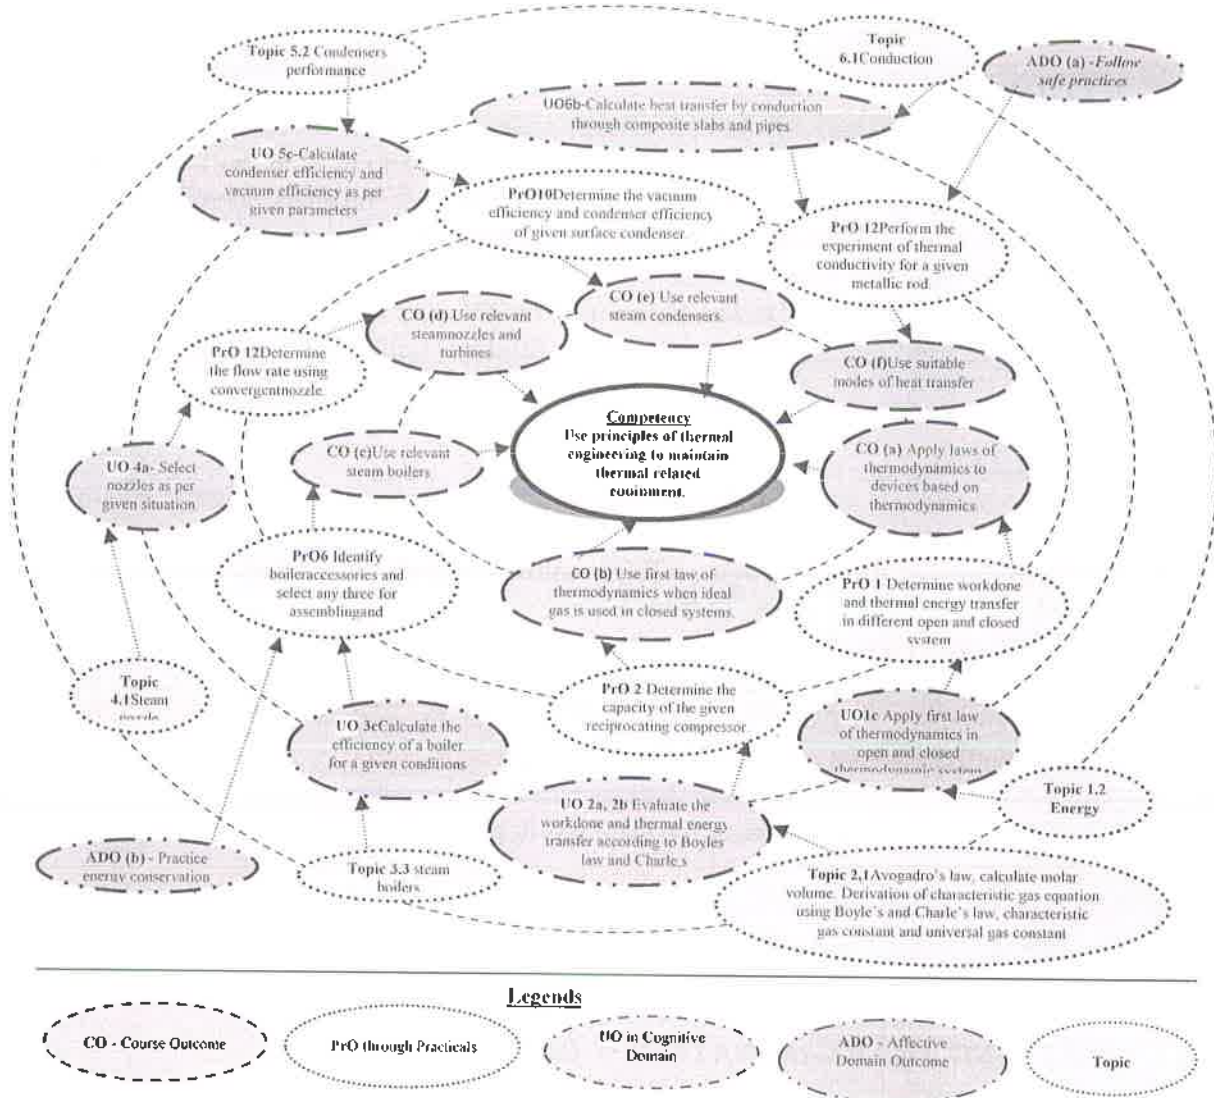 Topic 5.2 Condensers
performance
Topic
6.1Conduction
ADO (a) -Follow
safe practices
UO6b-Calculate heat transfer by conduction
through composite slabs and pipes
UO 5c-Calculate
condenser efficiency and
vacuum efficiency as per
given parameters
PrO10Determine the vacuum
efficiency and condenser efficiency
of given surface condenser.
PrO 12Perform the
experiment of thermal
conductivity for a given
metallic rod
CO (e) Use relevant
steam condensers.
CO (d) Use relevant
steamnozzles and
turbines
PrO 12Determine
the flow rate using
convergentnozzle.
CO (f)Use suitable
modes of heat transfer
Competency
Use principles of thermal
engineering to maintain
thermal related
equipment.
CO (c)Use relevant
steam boilers
CO (a) Apply laws of
thermodynamics to
devices based on
thermodynamics
UO 4a- Select
nozzles as per
given situation
PrO6 Identify
boileraccessories and
select any three for
assemblingand
CO (b) Use first law of
thermodynamics when ideal
gas is used in closed systems.
PrO 1 Determine workdone
and thermal energy transfer
in different open and closed
system
Topic
4.1Steam
nozzle
PrO 2 Determine the
capacity of the given
reciprocating compressor
UO 3cCalculate the
efficiency of a boiler
for a given conditions
UO1c Apply first law
of thermodynamics in
open and closed
thermodynamic system
Topic 1.2
Energy
UO 2a, 2b Evaluate the
workdone and thermal energy
transfer according to Boyles
law and Charle's
ADO (b) - Practice
energy conservation
Topic 3.3 steam
boilers
Topic 2.1Avogadro's law, calculate molar
volume. Derivation of characteristic gas equation
using Boyle's and Charle's law, characteristic
gas constant and universal gas constant
Legends
CO - Course Outcome
PrO through Practicals
UO in Cognitive
Domain
ADO - Affective
Domain Outcome
Topic